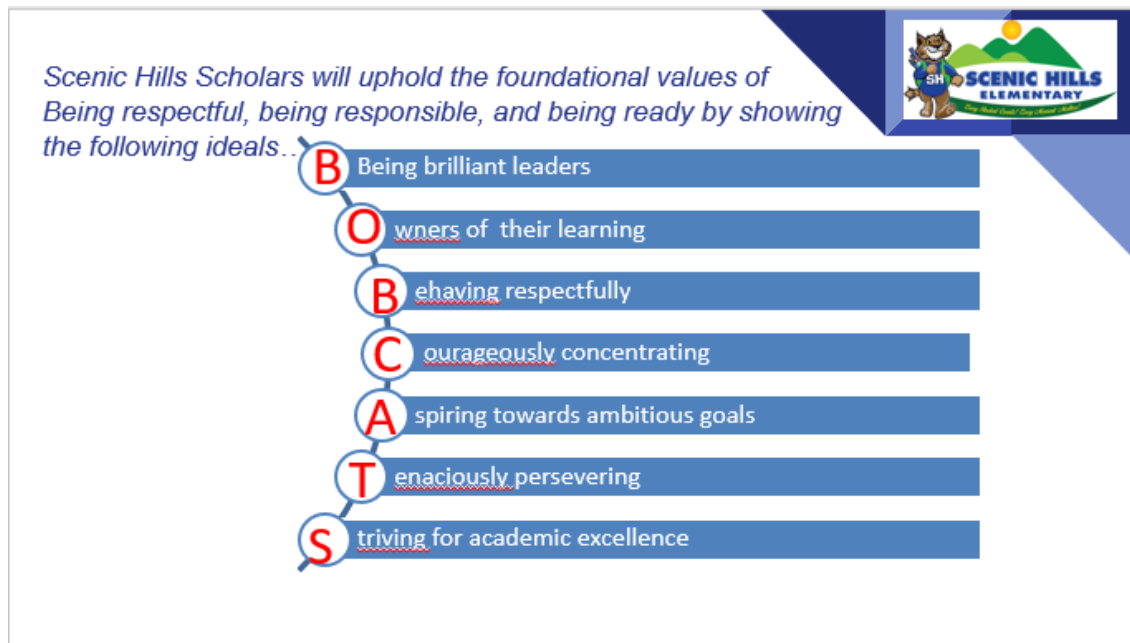 Scenic Hills Scholars will uphold the foundational values of
Being respectful, being responsible, and being ready by showing
the following ideals…
B Being brilliant leaders
O wners of  their learning
B ehaving respectfully
C ourageously concentrating
A spiring towards ambitious goals
T enaciously persevering
S triving for academic excellence
SH
SCENIC HILLS
ELEMENTARY